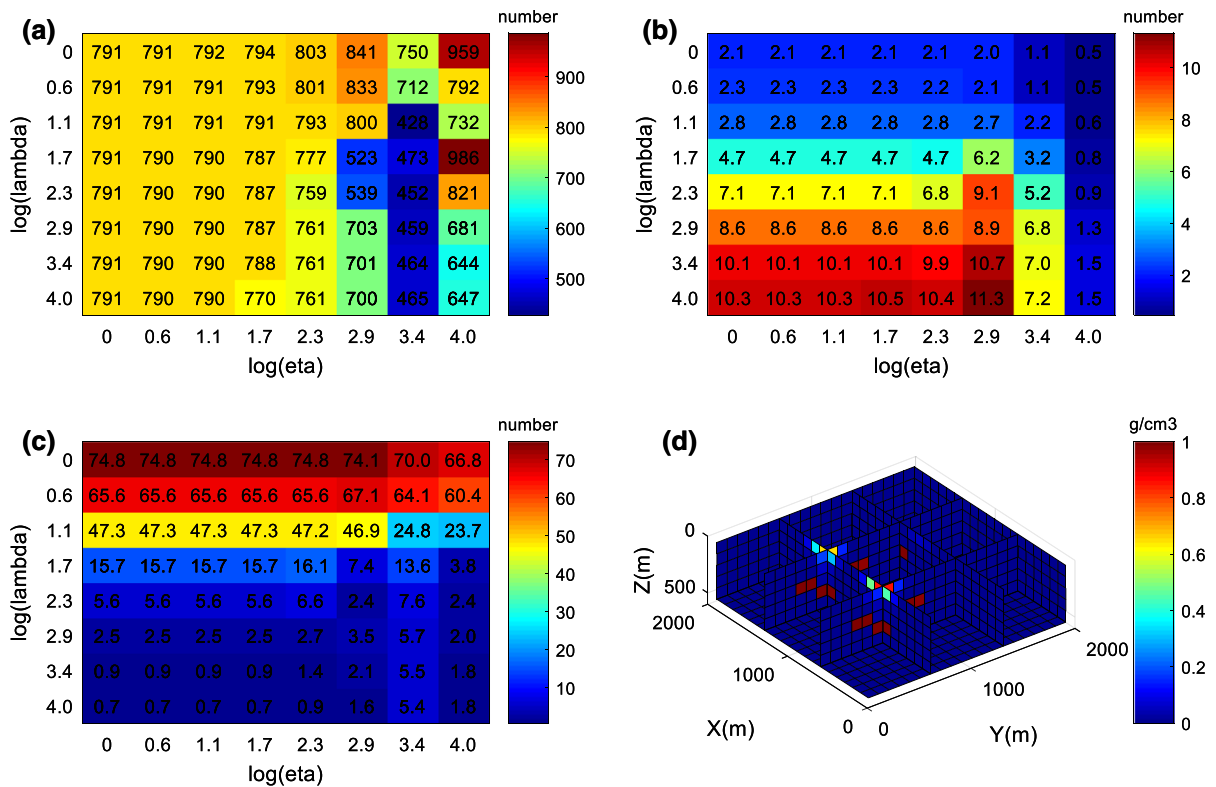 (a)
number
0 791 791 792 794 803 841 750 959
0.6 791 791 791 793 801 833 712 792
1.1 791 791 791 791 793 800 428 732
1.7 791 790 790 787 777 523 473 986
2.3 791 790 790 787 759 539 452 821
2.9 791 790 790 787 761 703 459 681
3.4 791 790 790 788 761 701 464 644
4.0 791 790 790 770 761 700 465 647
0 0.6 1.1 1.7 2.3 2.9 3.4 4.0
log(eta)
log(lambda)
900
800
700
600
500
(b)
number
0 2.1 2.1 2.1 2.1 2.1 2.0 1.1 0.5
0.6 2.3 2.3 2.3 2.3 2.2 2.1 1.1 0.5
1.1 2.8 2.8 2.8 2.8 2.8 2.7 2.2 0.6
1.7 4.7 4.7 4.7 4.7 4.7 6.2 3.2 0.8
2.3 7.1 7.1 7.1 7.1 6.8 9.1 5.2 0.9
2.9 8.6 8.6 8.6 8.6 8.6 8.9 6.8 1.3
3.4 10.1 10.1 10.1 10.1 9.9 10.7 7.0 1.5
4.0 10.3 10.3 10.3 10.5 10.4 11.3 7.2 1.5
0 0.6 1.1 1.7 2.3 2.9 3.4 4.0
log(eta)
log(lambda)
10
8
6
4
2
(c)
number
0 74.8 74.8 74.8 74.8 74.8 74.1 70.0 66.8
0.6 65.6 65.6 65.6 65.6 65.6 67.1 64.1 60.4
1.1 47.3 47.3 47.3 47.3 47.2 46.9 24.8 23.7
1.7 15.7 15.7 15.7 15.7 16.1 7.4 13.6 3.8
2.3 5.6 5.6 5.6 5.6 6.6 2.4 7.6 2.4
2.9 2.5 2.5 2.5 2.5 2.7 3.5 5.7 2.0
3.4 0.9 0.9 0.9 0.9 1.4 2.1 5.5 1.8
4.0 0.7 0.7 0.7 0.7 0.9 1.6 5.4 1.8
0 0.6 1.1 1.7 2.3 2.9 3.4 4.0
log(eta)
log(lambda)
70
60
50
40
30
20
10
(d)
g/cm3
0
500
Z(m)
2000
1000
0
X(m)
0
1000
2000
Y(m)
1
0.8
0.6
0.4
0.2
0